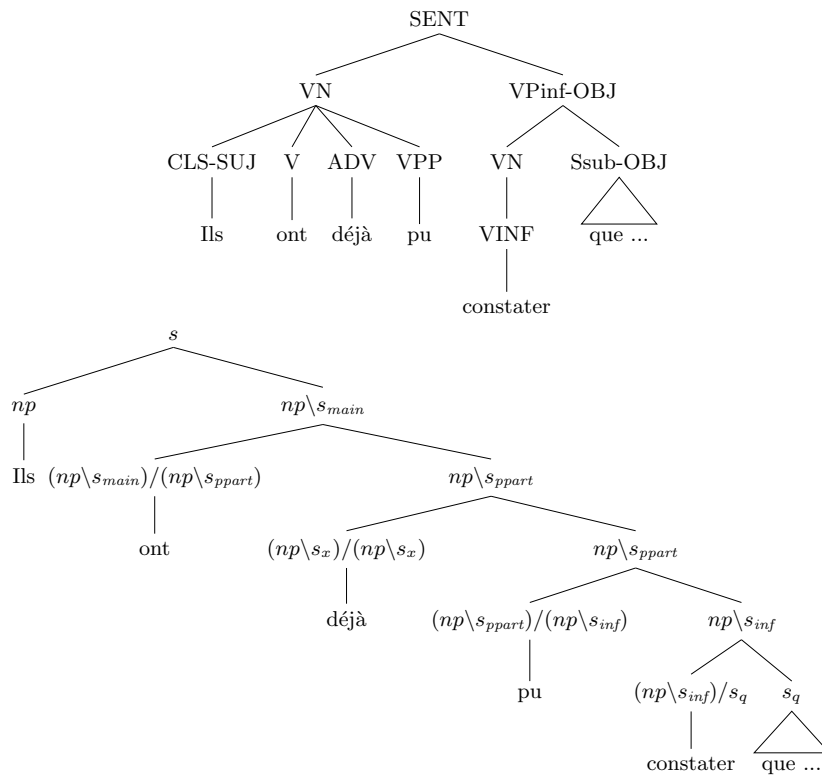 SENT
VN VPinf-OBJ
CLS-SUJ V ADV VPP VN Ssub-OBJ
Ils ont déjà pu VINF que ...
constater
s
np np\s_main
Ils (np\s_main)/(np\s_ppart) np\s_ppart
ont (np\s_x)/(np\s_x) np\s_ppart
déjà (np\s_ppart)/(np\s_inf) np\s_inf
pu (np\s_inf)/s_q s_q
constater que ...